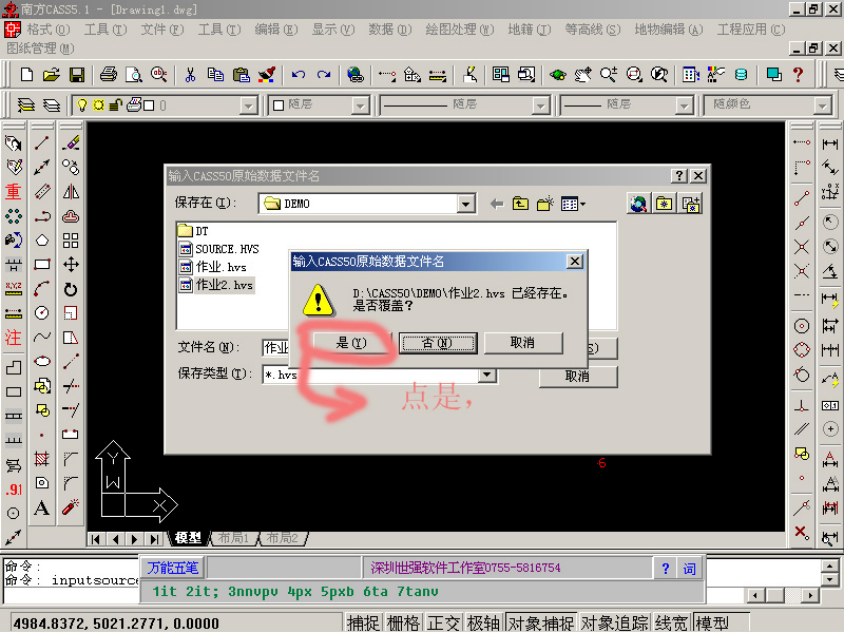 南方CASS5.1 - [Drawing1.dwg]
格式(O) 工具(T) 文件(F) 工具(T) 编辑(E) 显示(V) 数据(D) 绘图处理(W) 地籍(J) 等高线(S) 地物编辑(A) 工程应用(C)
图纸管理(M)
0 随层 随层 随层 随颜色
输入CASS50原始数据文件名
保存在(I): DEMO
DT
SOURCE.HVS
作业.hvs
作业2.hvs
输入CASS50原始数据文件名
D:\CASS50\DEMO\作业2.hvs 已经存在。
是否覆盖?
是(Y) 否(N) 取消
文件名(N): 作业 S)
保存类型(T): *.hvs 取消
点是,
重
X,Y,Z
注
.91
A
6
Y
W
X
模型 布局1 布局2
命令:
命令: inputsource
万能五笔 深圳世强软件工作室0755-5816754 ? 词
1it 2it; 3nnvpv 4px 5pxb 6ta 7tanv
4984.8372, 5021.2771, 0.0000 捕捉 栅格 正交 极轴 对象捕捉 对象追踪 线宽 模型